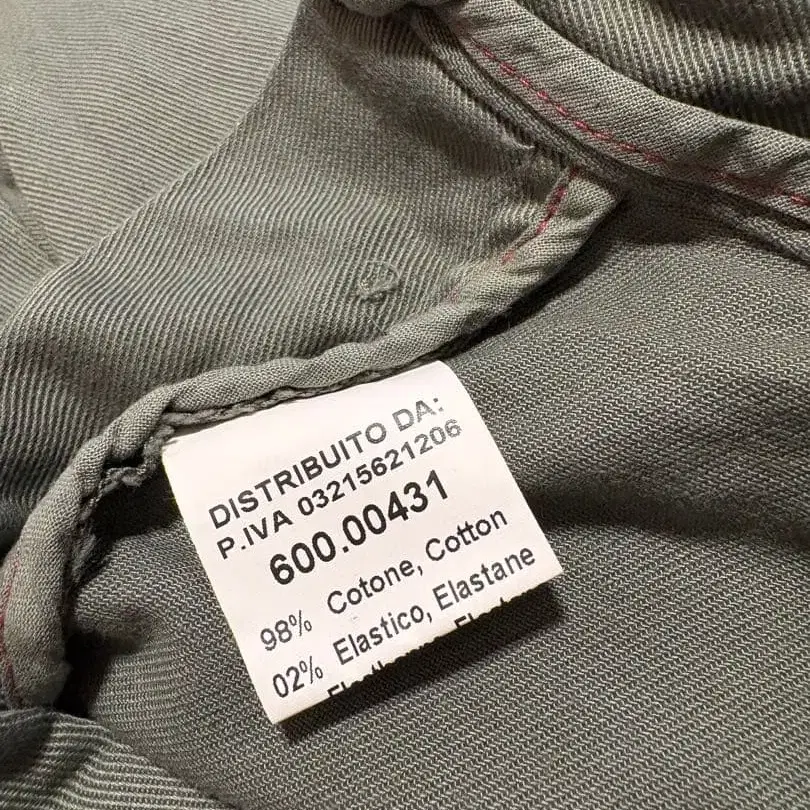 DISTRIBUITO DA:
P.IVA 03215621206
600.00431
98% Cotone, Cotton
02% Elastico, Elastane